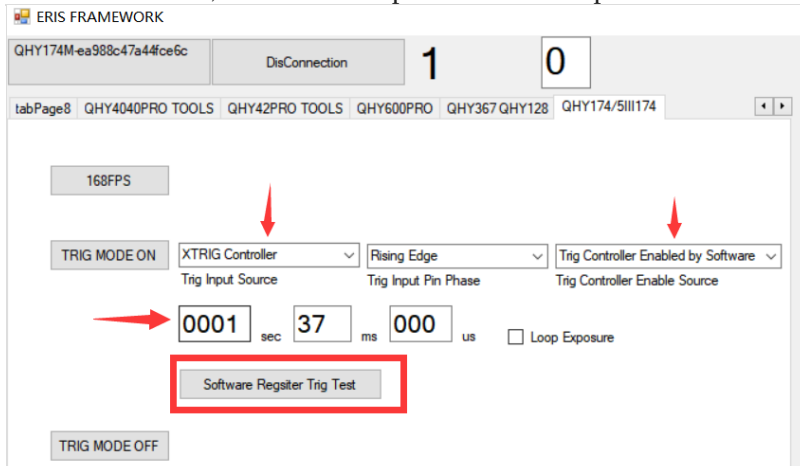 ERIS FRAMEWORK
QHY174M-ea988c47a44fce6c
DisConnection
1
0
tabPage8 QHY4040PRO TOOLS QHY42PRO TOOLS QHY600PRO QHY367 QHY128 QHY174/5III174
168FPS
TRIG MODE ON
XTRIG Controller
Rising Edge
Trig Controller Enabled by Software
Trig Input Source
Trig Input Pin Phase
Trig Controller Enable Source
0001 sec 37 ms 000 us Loop Exposure
Software Regsiter Trig Test
TRIG MODE OFF